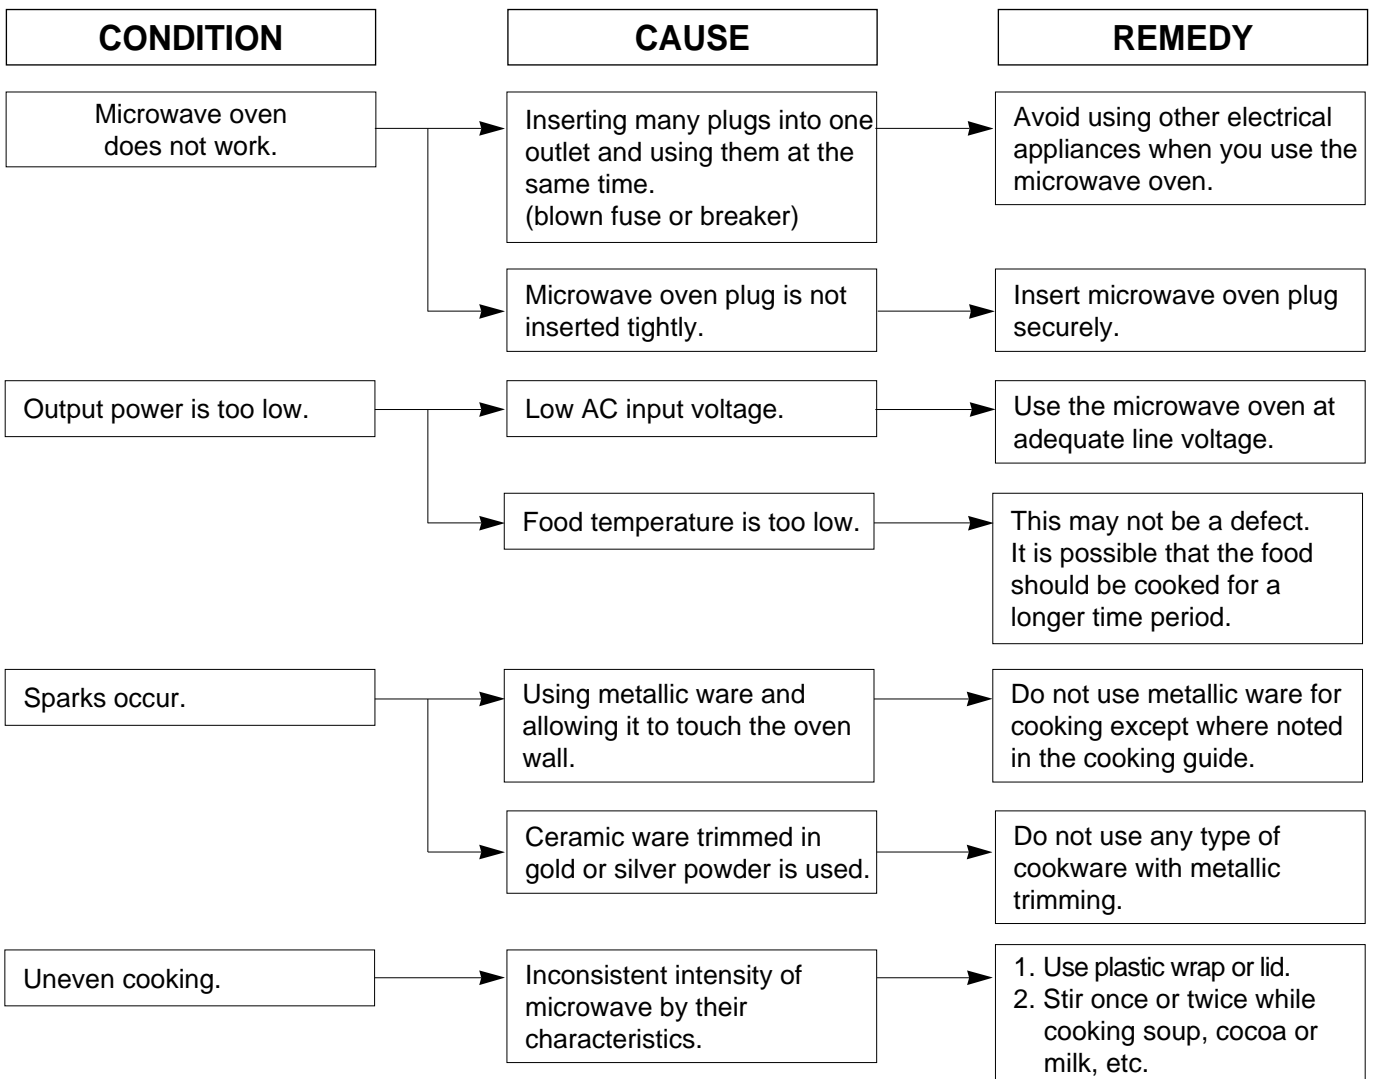 CONDITION
CAUSE
REMEDY
Microwave oven
does not work.
Inserting many plugs into one
outlet and using them at the
same time.
(blown fuse or breaker)
Avoid using other electrical
appliances when you use the
microwave oven.
Microwave oven plug is not
inserted tightly.
Insert microwave oven plug
securely.
Output power is too low.
Low AC input voltage.
Use the microwave oven at
adequate line voltage.
Food temperature is too low.
This may not be a defect.
It is possible that the food
should be cooked for a
longer time period.
Sparks occur.
Using metallic ware and
allowing it to touch the oven
wall.
Do not use metallic ware for
cooking except where noted
in the cooking guide.
Ceramic ware trimmed in
gold or silver powder is used.
Do not use any type of
cookware with metallic
trimming.
Uneven cooking.
Inconsistent intensity of
microwave by their
characteristics.
1. Use plastic wrap or lid.
2. Stir once or twice while
cooking soup, cocoa or
milk, etc.